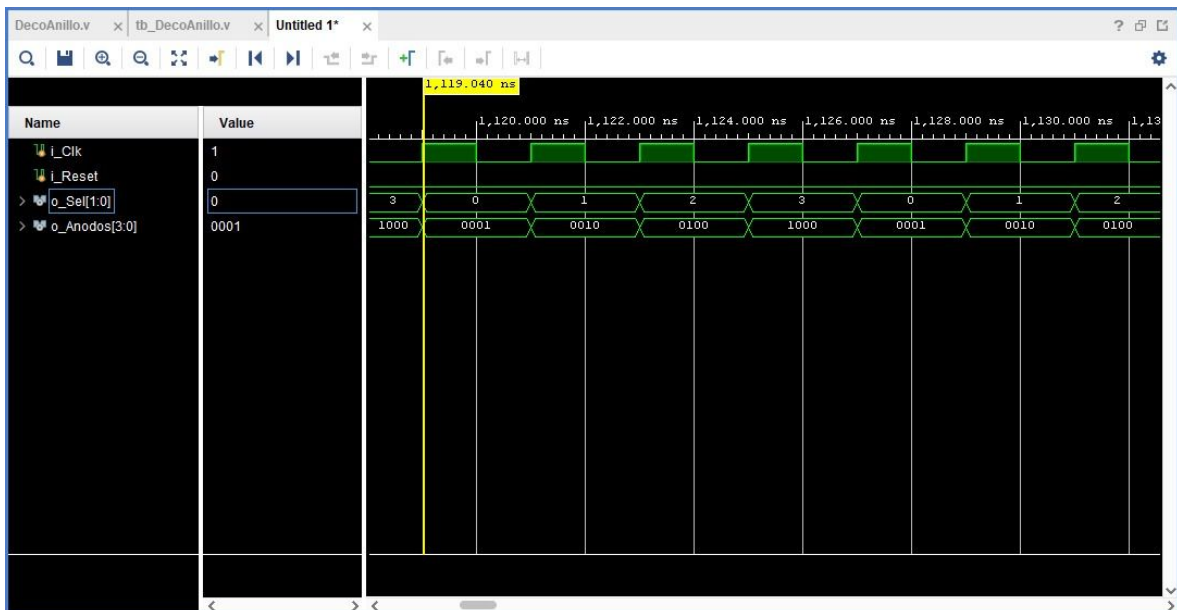 DecoAnillo.v × tb_DecoAnillo.v × Untitled 1* × ?
1,119.040 ns
Name Value 1,120.000 ns 1,122.000 ns 1,124.000 ns 1,126.000 ns 1,128.000 ns 1,130.000 ns 1,13
i_Clk 1
i_Reset 0
> o_Sel[1:0] 0 3 0 1 2 3 0 1 2
> o_Anodos[3:0] 0001 1000 0001 0010 0100 1000 0001 0010 0100